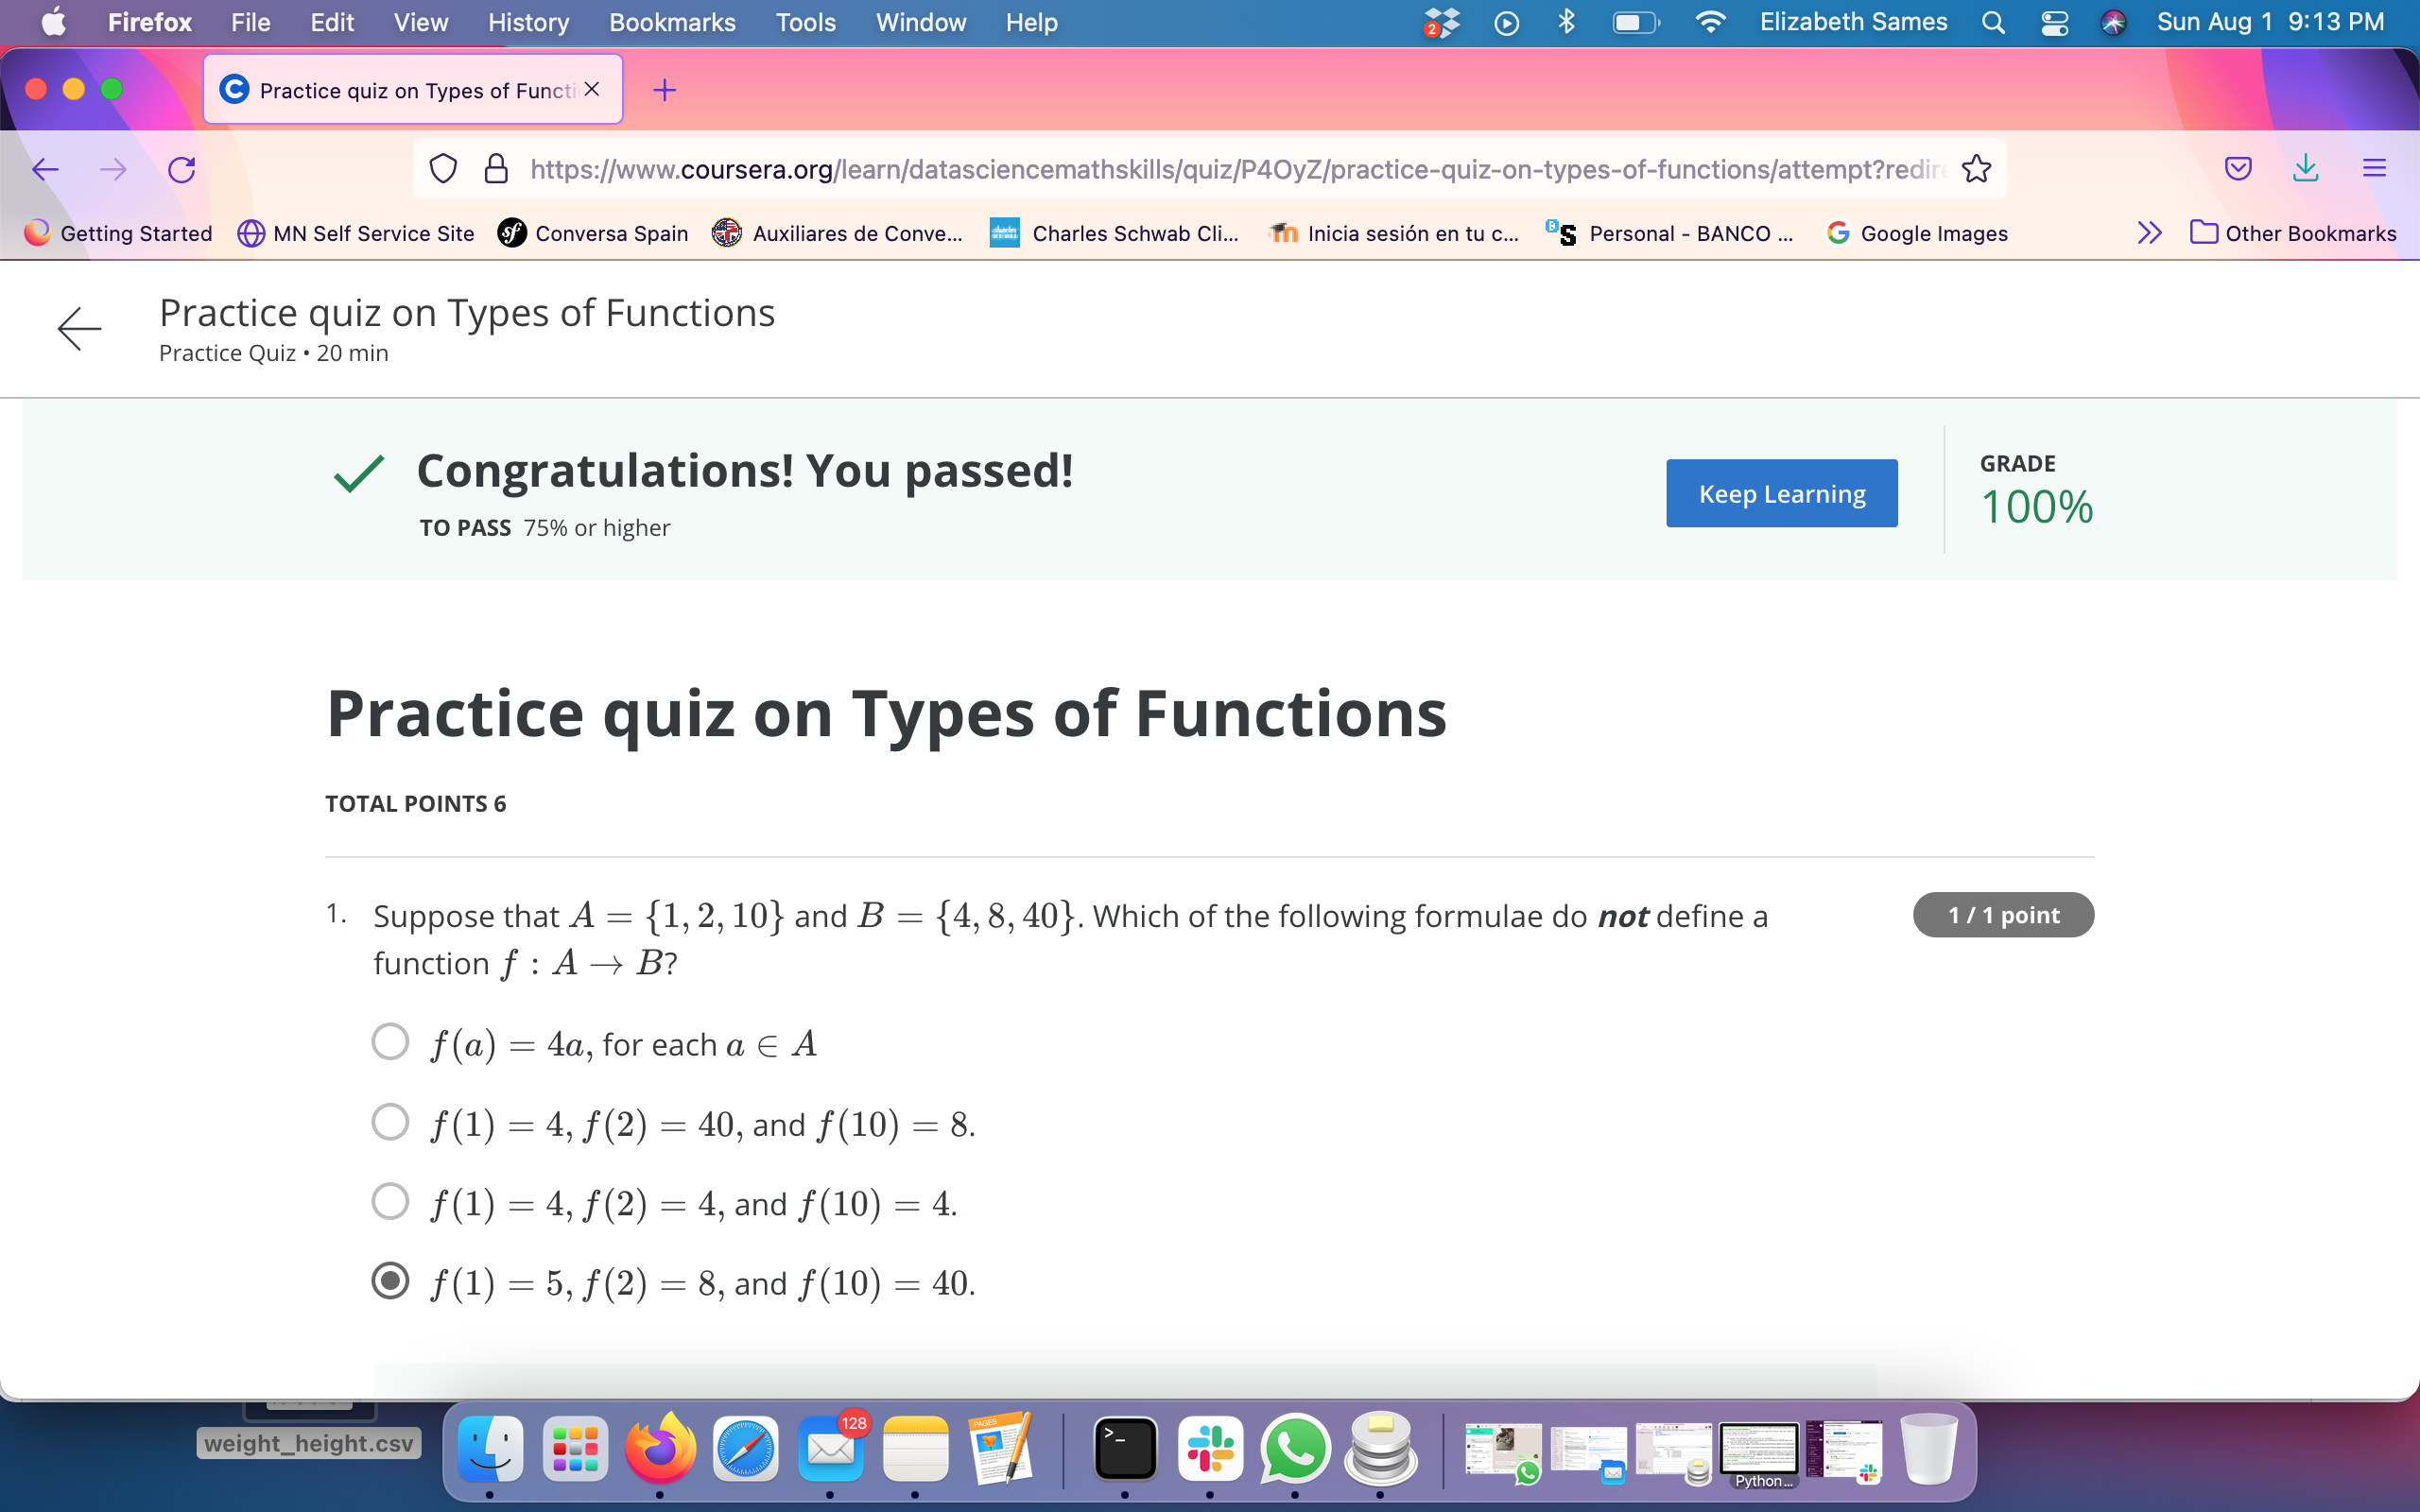 Firefox File Edit View History Bookmarks Tools Window Help 2 Elizabeth Sames Sun Aug 1 9:13 PM
Practice quiz on Types of Functi
https://www.coursera.org/learn/datasciencemathskills/quiz/P4OyZ/practice-quiz-on-types-of-functions/attempt?redire
Getting Started MN Self Service Site Conversa Spain Auxiliares de Conve... Charles Schwab Cli... Inicia sesión en tu c... Personal - BANCO ... Google Images Other Bookmarks
Practice quiz on Types of Functions
Practice Quiz • 20 min
Congratulations! You passed!
TO PASS 75% or higher
Keep Learning
GRADE
100%
Practice quiz on Types of Functions
TOTAL POINTS 6
1. Suppose that A = {1, 2, 10} and B = {4, 8, 40}. Which of the following formulae do not define a
function f : A → B?
1 / 1 point
f(a) = 4a, for each a ∈ A
f(1) = 4, f(2) = 40, and f(10) = 8.
f(1) = 4, f(2) = 4, and f(10) = 4.
f(1) = 5, f(2) = 8, and f(10) = 40.
weight_height.csv
128
PAGES
>_
Python ...